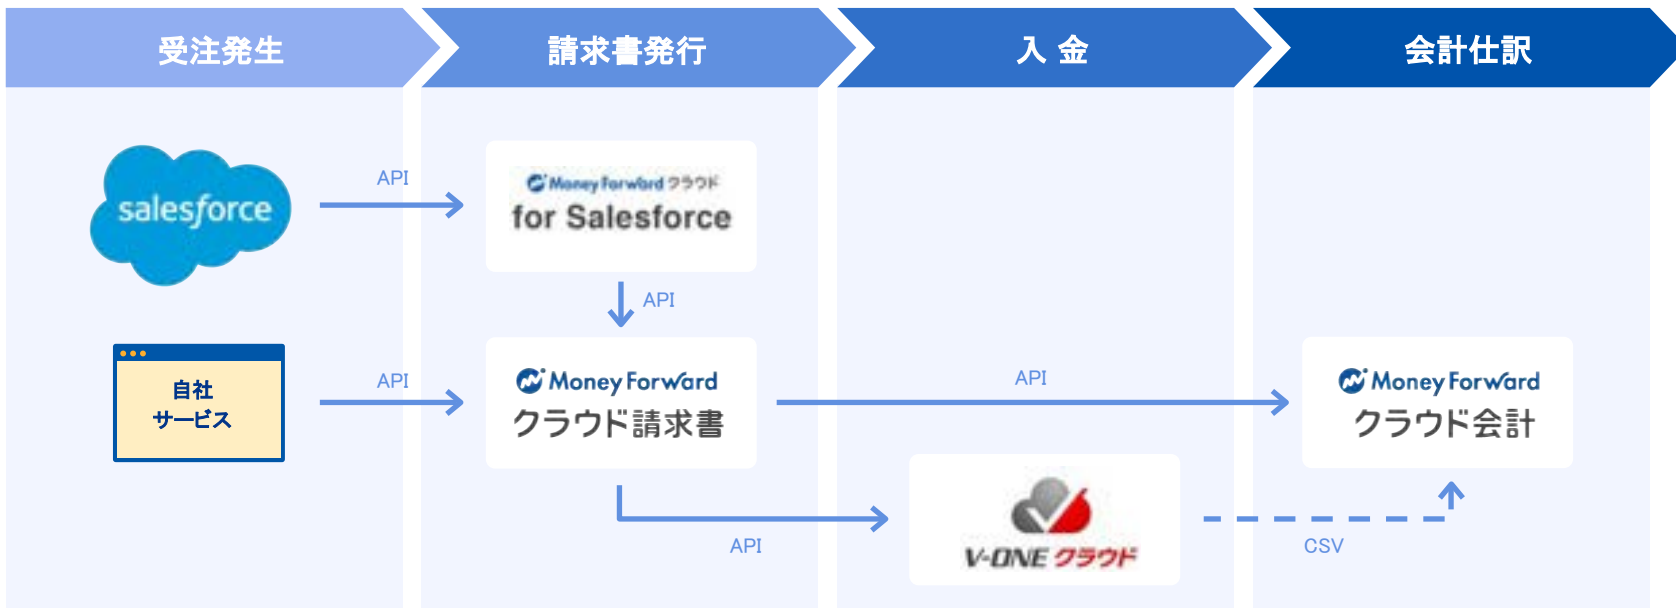 受注発生
請求書発行
入 金
会計仕訳
salesforce
API
Money Forward クラウド
for Salesforce
API
自社
サービス
API
Money Forward
クラウド請求書
API
Money Forward
クラウド会計
API
V-ONE クラウド
CSV